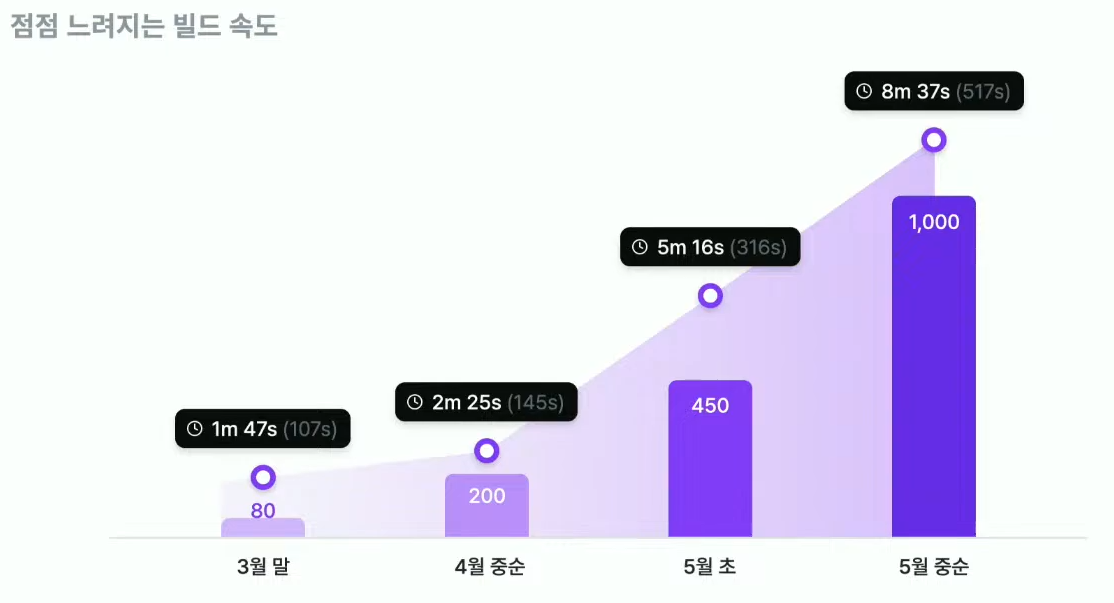 점점 느려지는 빌드 속도
8m 37s (517s)
1,000
5m 16s (316s)
450
2m 25s (145s)
200
1m 47s (107s)
80
3월 말 4월 중순 5월 초 5월 중순